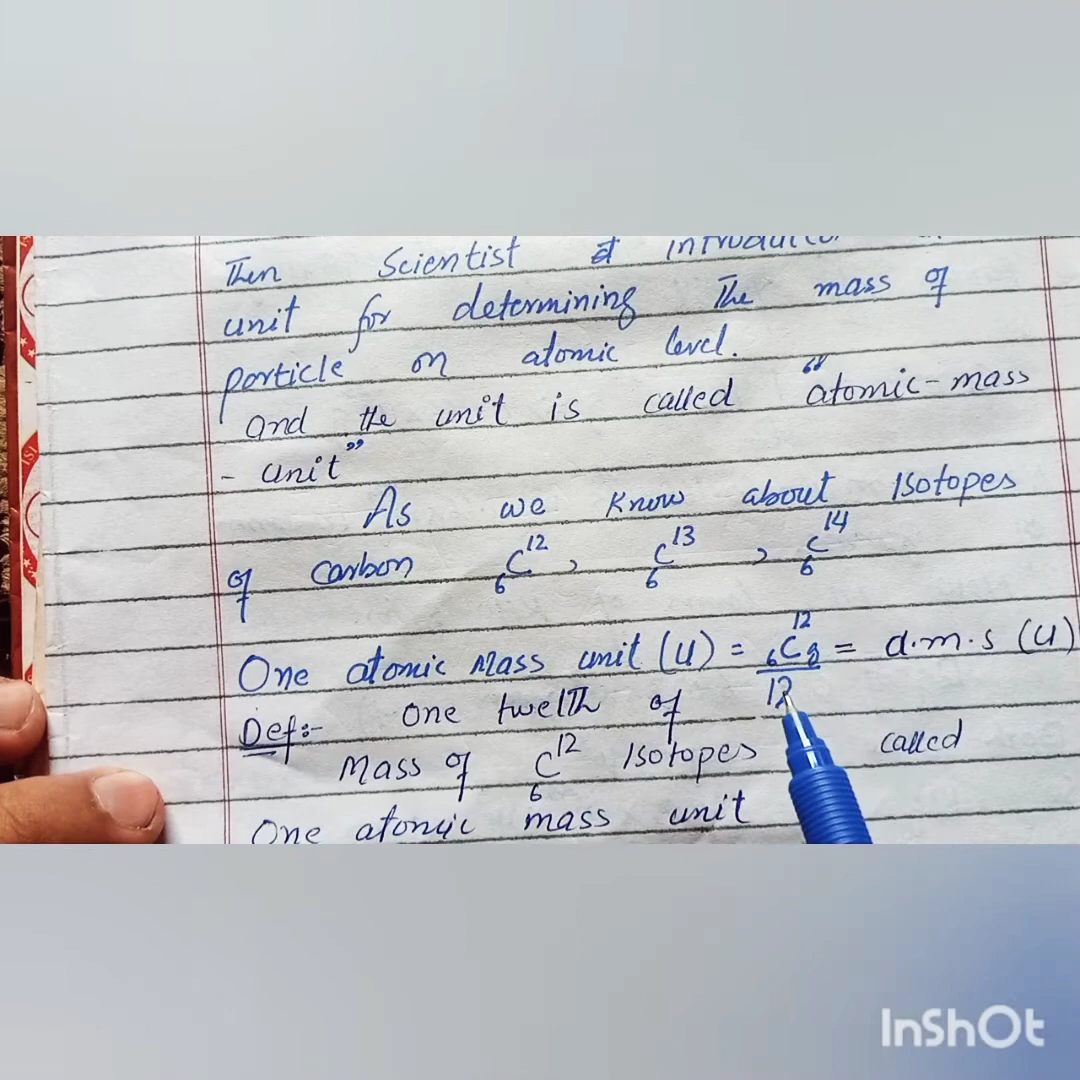 Then Scientist introduction
unit for determining The mass of
particle on atomic level.
and the unit is called "atomic-mass
- unit"
As we know about Isotopes
of carbon ₆C¹², ₆C¹³, ₆C¹⁴
One atomic Mass unit (U) = ₆C¹²g/12 = a.m.s (U)
Def:- One twelth of
Mass of ₆C¹² Isotopes called
One atomic mass unit
InShOt